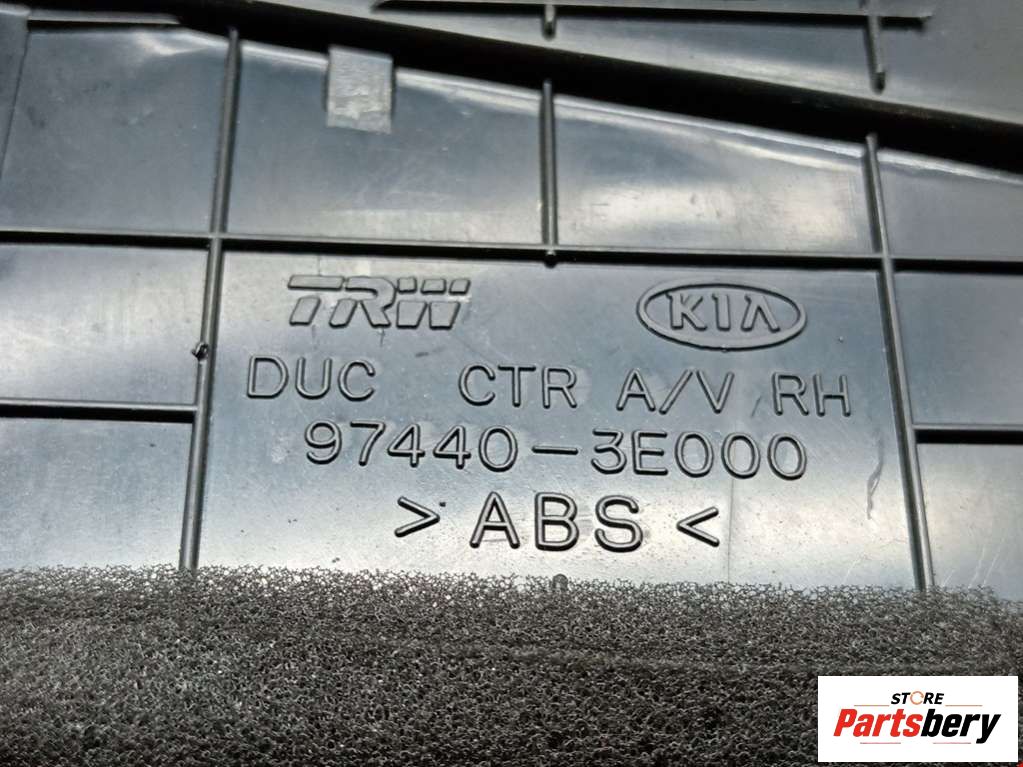 TRW KIA
DUC CTR A/V RH
97440-3E000
>ABS<
STORE
Partsbery